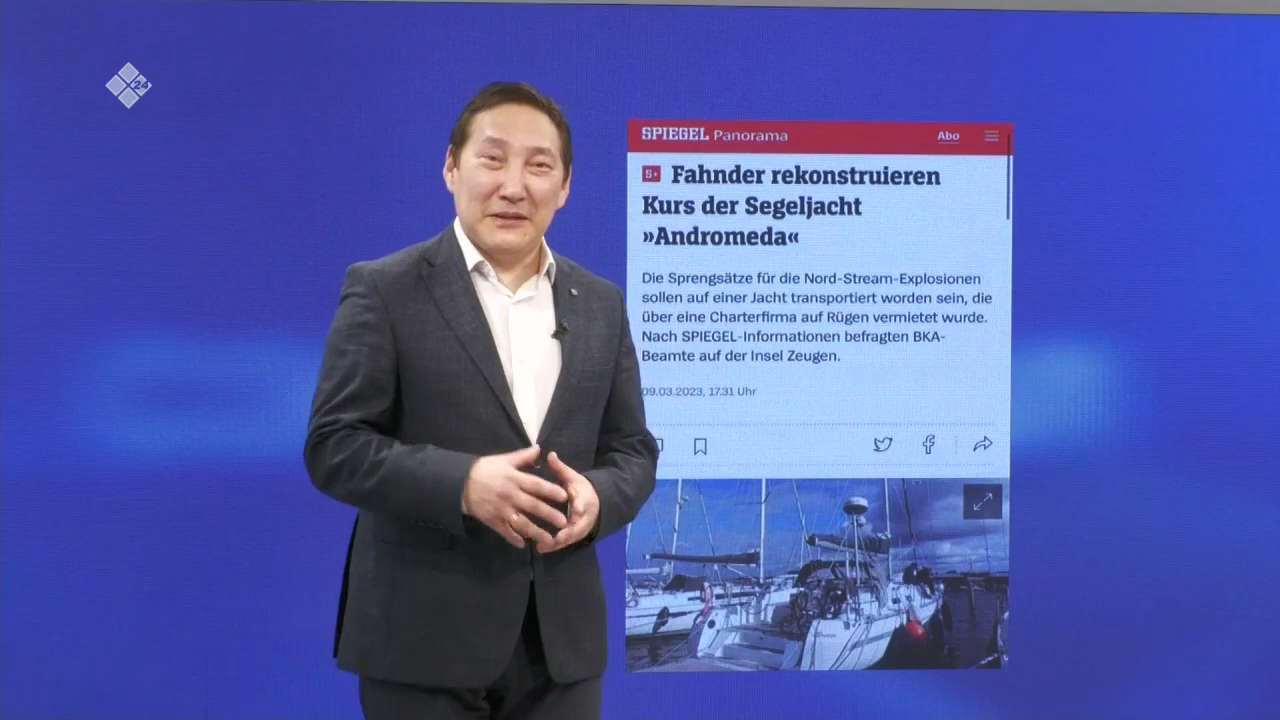 24
SPIEGEL Panorama
Abo
S+ Fahnder rekonstruieren
Kurs der Segeljacht
»Andromeda«
Die Sprengsätze für die Nord-Stream-Explosionen
sollen auf einer Jacht transportiert worden sein, die
über eine Charterfirma auf Rügen vermietet wurde.
Nach SPIEGEL-Informationen befragten BKA-
Beamte auf der Insel Zeugen.
09.03.2023, 17.31 Uhr